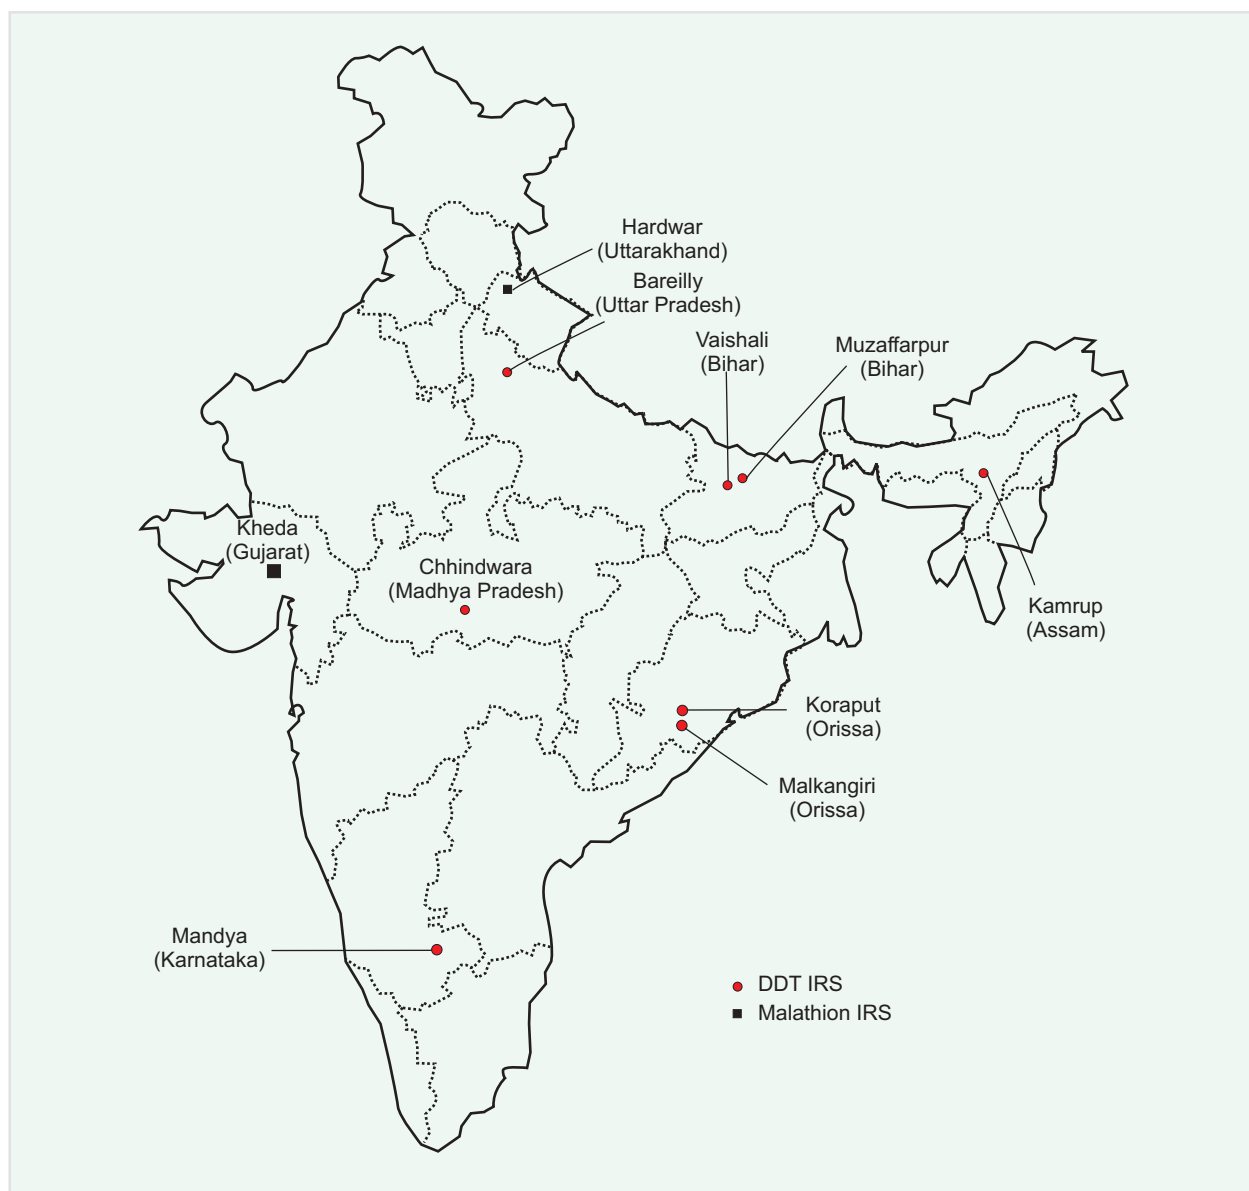 Hardwar
(Uttarakhand)
Bareilly
(Uttar Pradesh)
Vaishali
(Bihar)
Muzaffarpur
(Bihar)
Kheda
(Gujarat)
Chhindwara
(Madhya Pradesh)
Kamrup
(Assam)
Koraput
(Orissa)
Malkangiri
(Orissa)
Mandya
(Karnataka)
DDT IRS
Malathion IRS